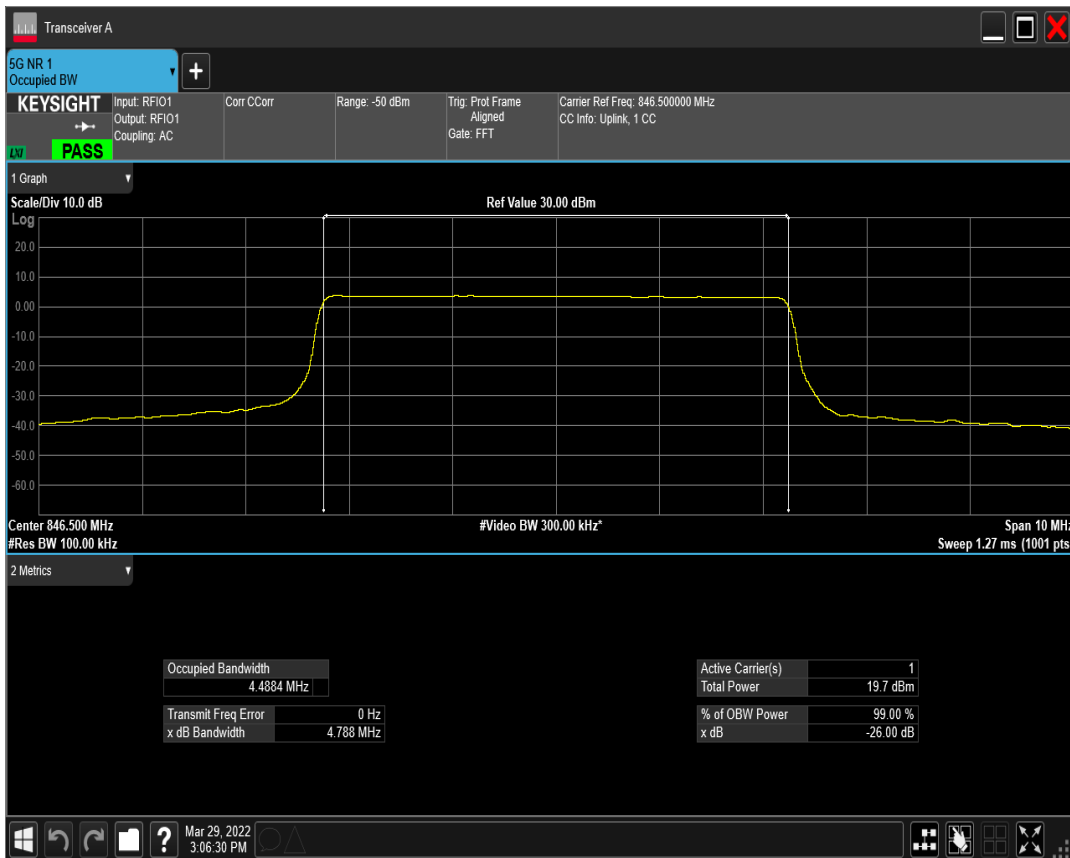 Transceiver A
5G NR 1
Occupied BW
KEYSIGHT
LXI
PASS
Input: RFIO1
Output: RFIO1
Coupling: AC
Corr CCorr
Range: -50 dBm
Trig: Prot Frame
Aligned
Gate: FFT
Carrier Ref Freq: 846.500000 MHz
CC Info: Uplink, 1 CC
1 Graph
Scale/Div 10.0 dB
Ref Value 30.00 dBm
Log
20.0
10.0
0.00
-10.0
-20.0
-30.0
-40.0
-50.0
-60.0
Center 846.500 MHz
#Video BW 300.00 kHz*
Span 10 MHz
#Res BW 100.00 kHz
Sweep 1.27 ms (1001 pts
2 Metrics
Occupied Bandwidth
4.4884 MHz
Transmit Freq Error 0 Hz
x dB Bandwidth 4.788 MHz
Active Carrier(s) 1
Total Power 19.7 dBm
% of OBW Power 99.00 %
x dB -26.00 dB
?
Mar 29, 2022
3:06:30 PM